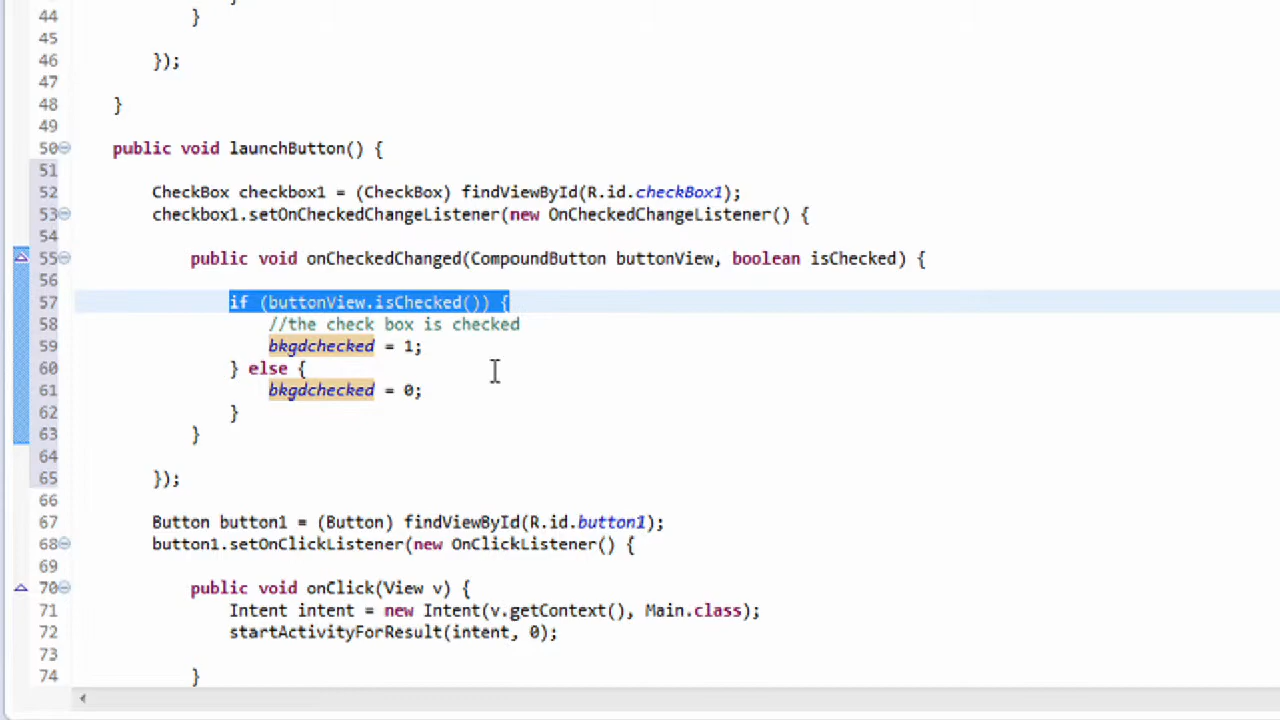 44 }
45
46 });
47
48 }
49
50 public void launchButton() {
51
52 CheckBox checkbox1 = (CheckBox) findViewById(R.id.checkBox1);
53 checkbox1.setOnCheckedChangeListener(new OnCheckedChangeListener() {
54
55 public void onCheckedChanged(CompoundButton buttonView, boolean isChecked) {
56
57 if (buttonView.isChecked()) {
58 //the check box is checked
59 bkgdchecked = 1;
60 } else {
61 bkgdchecked = 0;
62 }
63 }
64
65 });
66
67 Button button1 = (Button) findViewById(R.id.button1);
68 button1.setOnClickListener(new OnClickListener() {
69
70 public void onClick(View v) {
71 Intent intent = new Intent(v.getContext(), Main.class);
72 startActivityForResult(intent, 0);
73
74 }